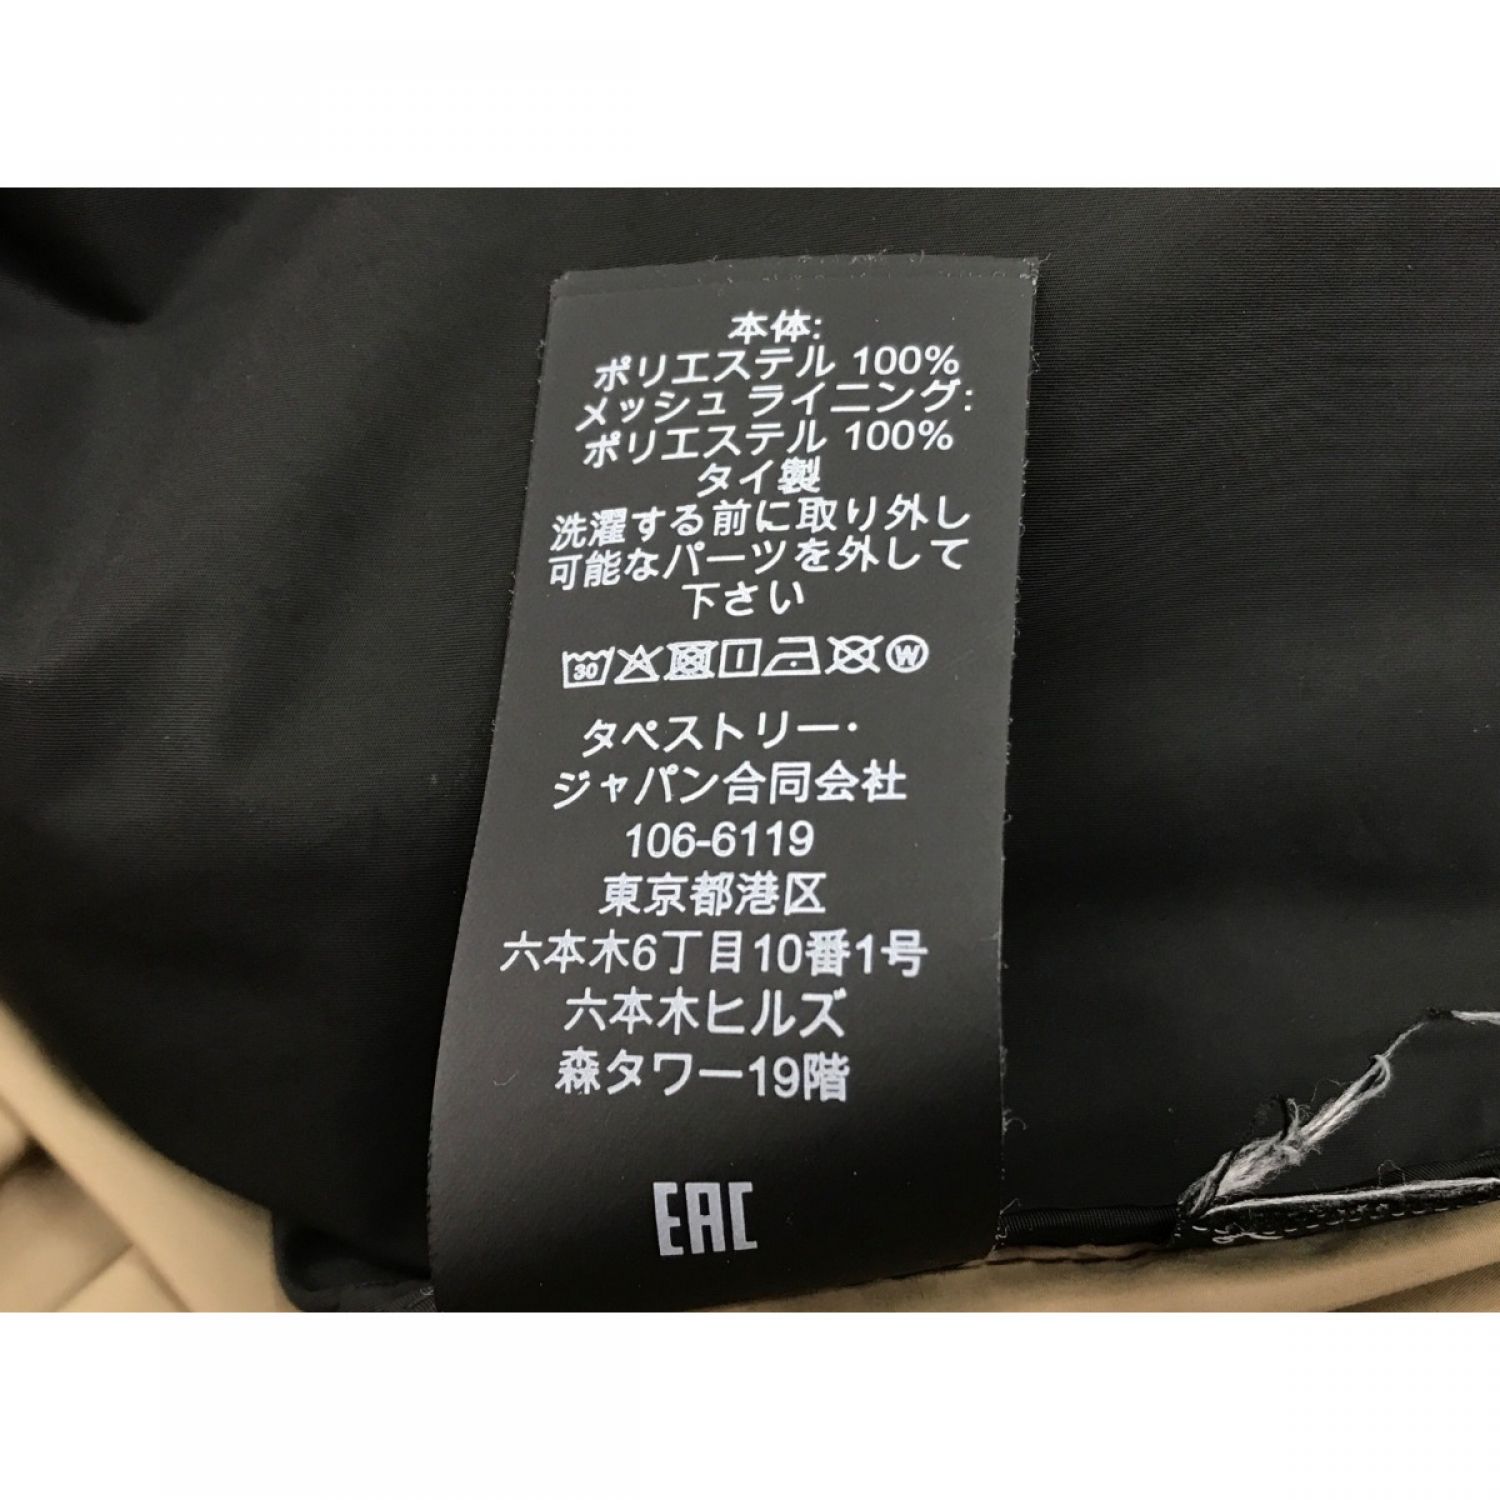 本体:
ポリエステル 100%
メッシュ ライニング:
ポリエステル 100%
タイ製
洗濯する前に取り外し
可能なパーツを外して
下さい
30 W
タペストリー・
ジャパン合同会社
106-6119
東京都港区
六本木6丁目10番1号
六本木ヒルズ
森タワー19階
EAC